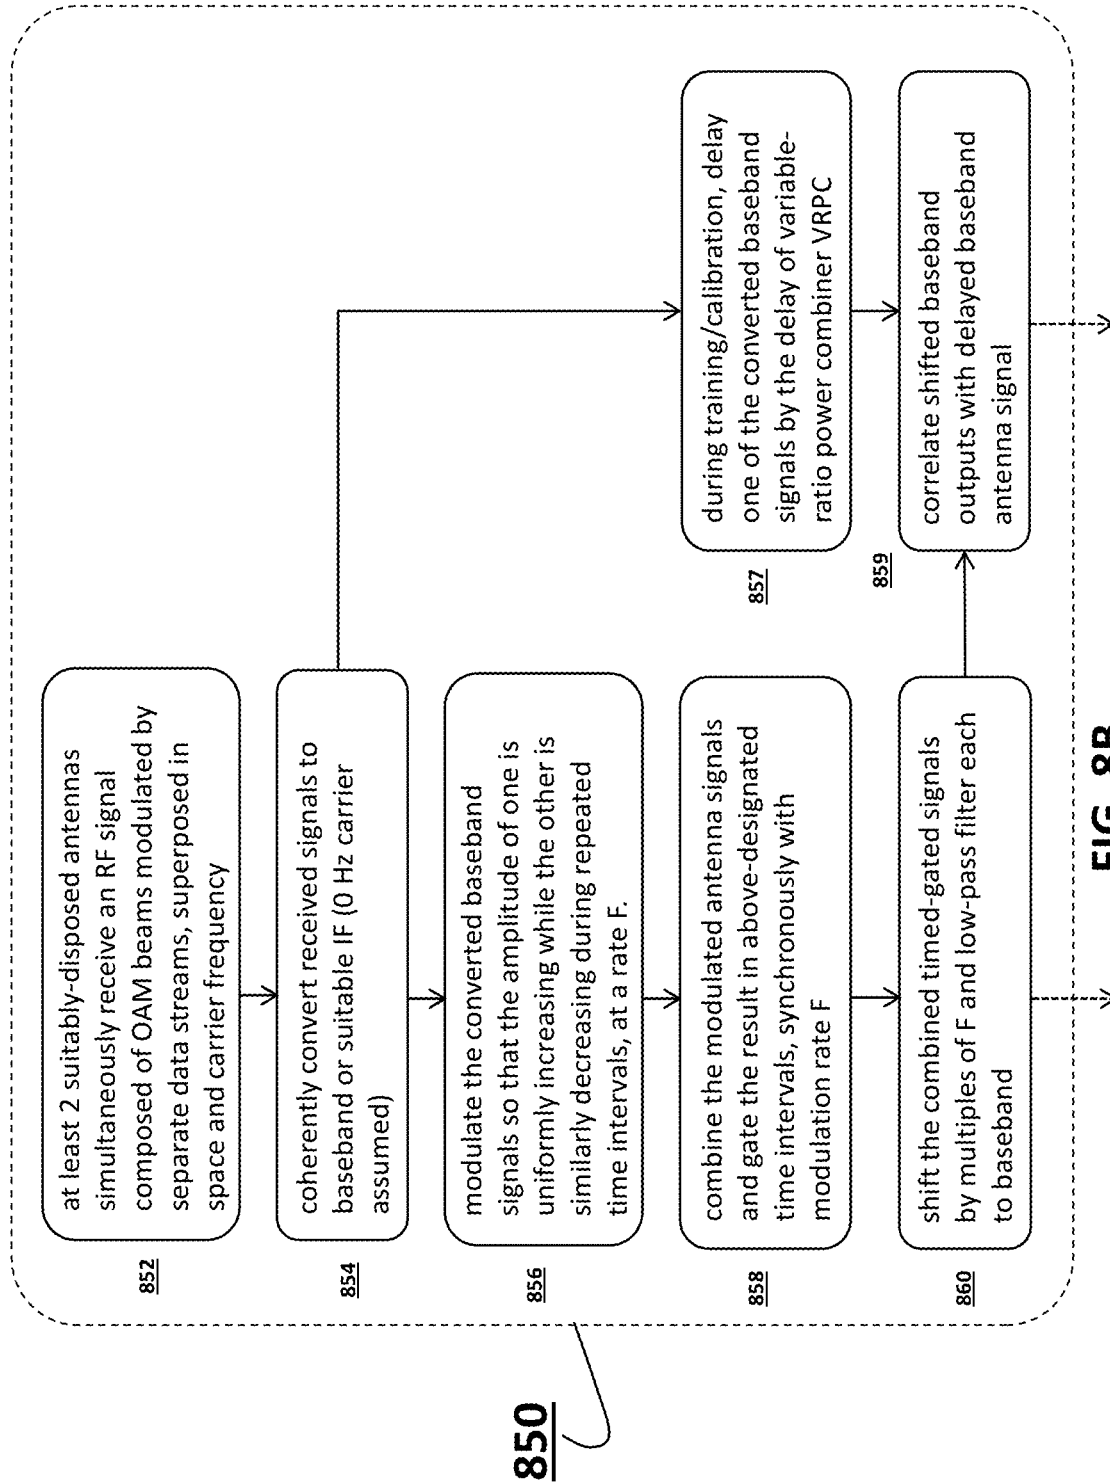 850
852
at least 2 suitably-disposed antennas
simultaneously receive an RF signal
composed of OAM beams modulated by
separate data streams, superposed in
space and carrier frequency
854
coherently convert received signals to
baseband or suitable IF (0 Hz carrier
assumed)
856
modulate the converted baseband
signals so that the amplitude of one is
uniformly increasing while the other is
similarly decreasing during repeated
time intervals, at a rate F.
858
combine the modulated antenna signals
and gate the result in above-designated
time intervals, synchronously with
modulation rate F
857
during training/calibration, delay
one of the converted baseband
signals by the delay of variable-
ratio power combiner VRPC
860
shift the combined timed-gated signals
by multiples of F and low-pass filter each
to baseband
859
correlate shifted baseband
outputs with delayed baseband
antenna signal
FIG. 8B